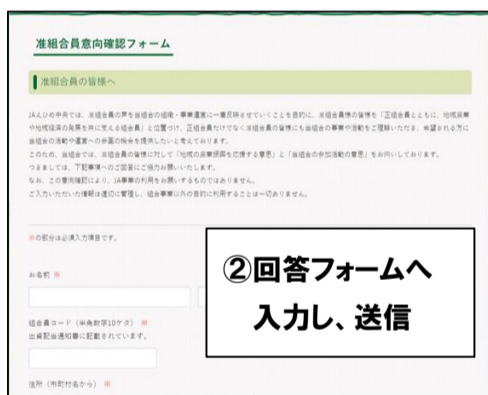 准組合員意向確認フォーム
准組合員の皆様へ
JAえひめ中央では、准組合員の声を当組合の組織・事業運営に一層反映させていくことを目的に、准組合員様の皆様を「正組合員とともに、地域農業
や地域経済の発展を共に支える組合員」と位置づけ、正組合員だけでなく准組合員の皆様にも当組合の事業や活動をご理解いただき、希望される方に
当組合の活動や運営への参画の機会を提供したいと考えております。
このため、当組合では、准組合員の皆様に対して「地域の農業振興を応援する意思」と「当組合の参加活動の意思」をお伺いしております。
つきましては、下記事項へのご回答にご協力お願いいたします。
なお、この意向確認により、JA事業の利用をお願いするものではありません。
ご入力いただいた情報は適切に管理し、組合事業以外の目的に利用することは一切ありません。
※の部分は必須入力項目です。
お名前 ※
②回答フォームへ
入力し、送信
組合員コード（半角数字10ケタ） ※
出資配当通知書に記載されています。
住所（市町村名から） ※